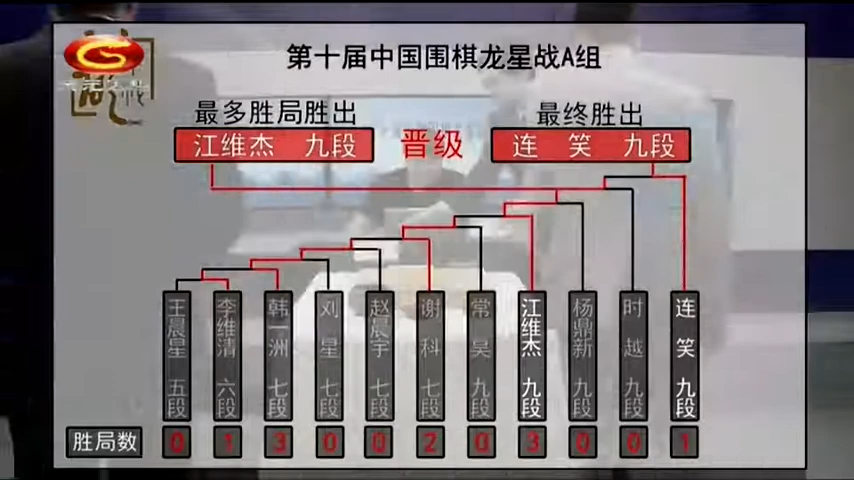 第十届中国围棋龙星战A组
最多胜局胜出
最终胜出
江维杰 九段
晋级
连 笑 九段
王晨星 五段
李维清 六段
韩一洲 七段
刘 星 七段
赵晨宇 七段
谢 科 七段
常 昊 九段
江维杰 九段
杨鼎新 九段
时 越 九段
连 笑 九段
胜局数 0 1 3 0 0 2 0 3 0 0 1